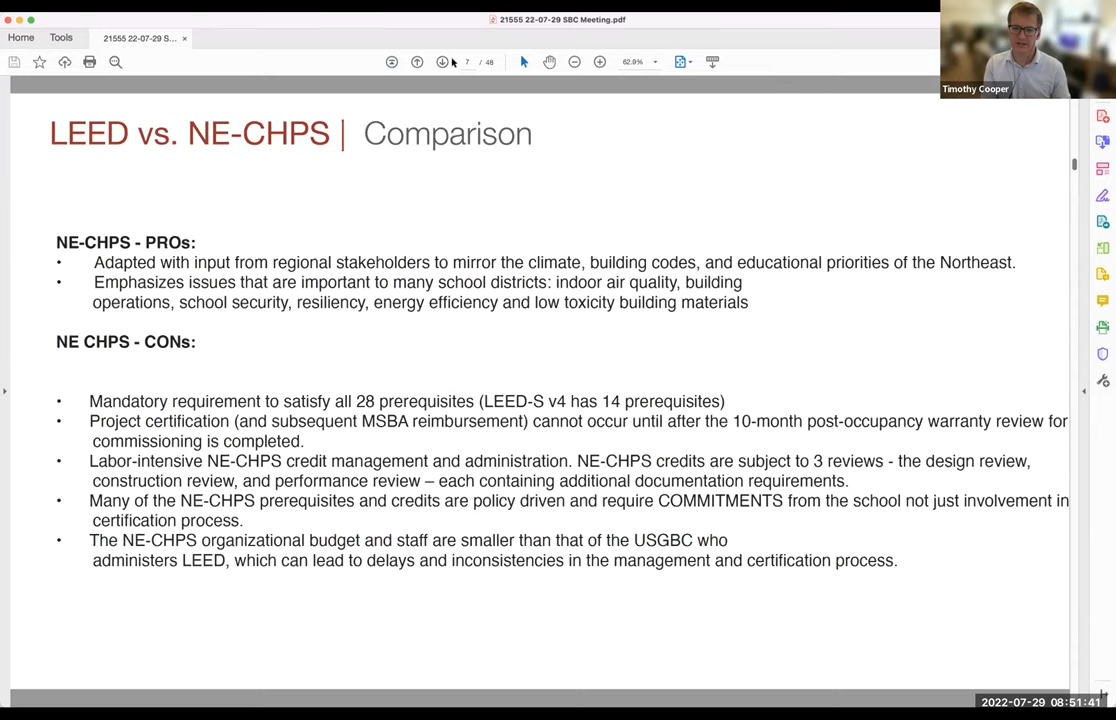 21555 22-07-29 SBC Meeting.pdf
Home Tools 21555 22-07-29 S... ×
7 / 48 62.9%
Timothy Cooper
LEED vs. NE-CHPS | Comparison
NE-CHPS - PROs:
• Adapted with input from regional stakeholders to mirror the climate, building codes, and educational priorities of the Northeast.
• Emphasizes issues that are important to many school districts: indoor air quality, building
operations, school security, resiliency, energy efficiency and low toxicity building materials
NE CHPS - CONs:
• Mandatory requirement to satisfy all 28 prerequisites (LEED-S v4 has 14 prerequisites)
• Project certification (and subsequent MSBA reimbursement) cannot occur until after the 10-month post-occupancy warranty review for
commissioning is completed.
• Labor-intensive NE-CHPS credit management and administration. NE-CHPS credits are subject to 3 reviews - the design review,
construction review, and performance review – each containing additional documentation requirements.
• Many of the NE-CHPS prerequisites and credits are policy driven and require COMMITMENTS from the school not just involvement in
certification process.
• The NE-CHPS organizational budget and staff are smaller than that of the USGBC who
administers LEED, which can lead to delays and inconsistencies in the management and certification process.
2022-07-29 08:51:41